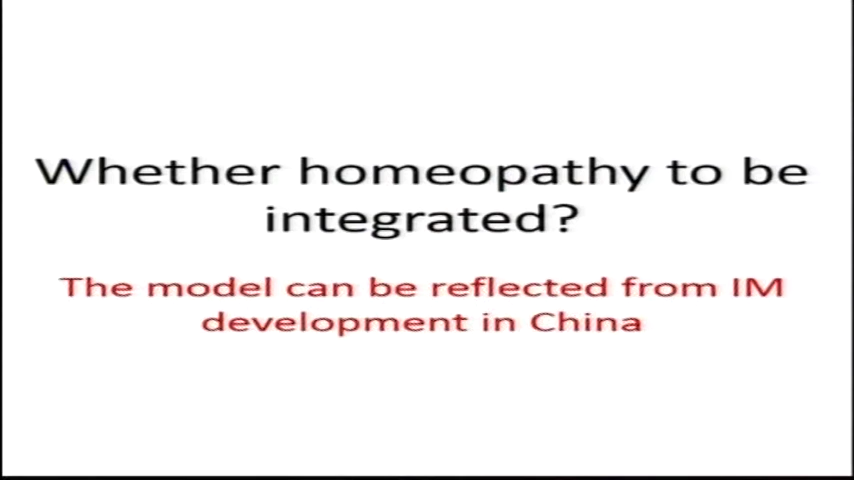 Whether homeopathy to be
integrated?
The model can be reflected from IM
development in China